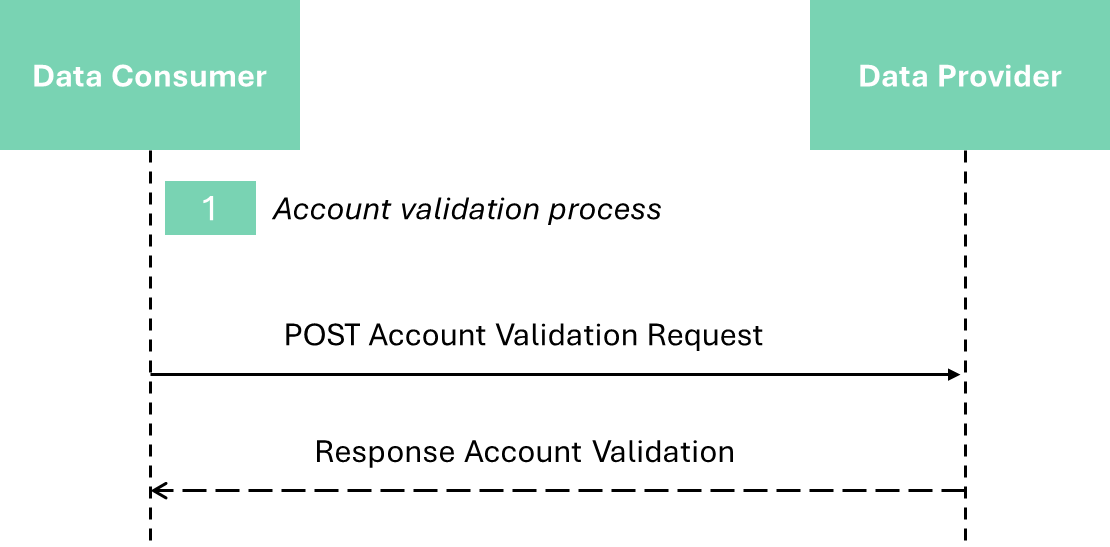 Data Consumer
Data Provider
1
Account validation process
POST Account Validation Request
Response Account Validation